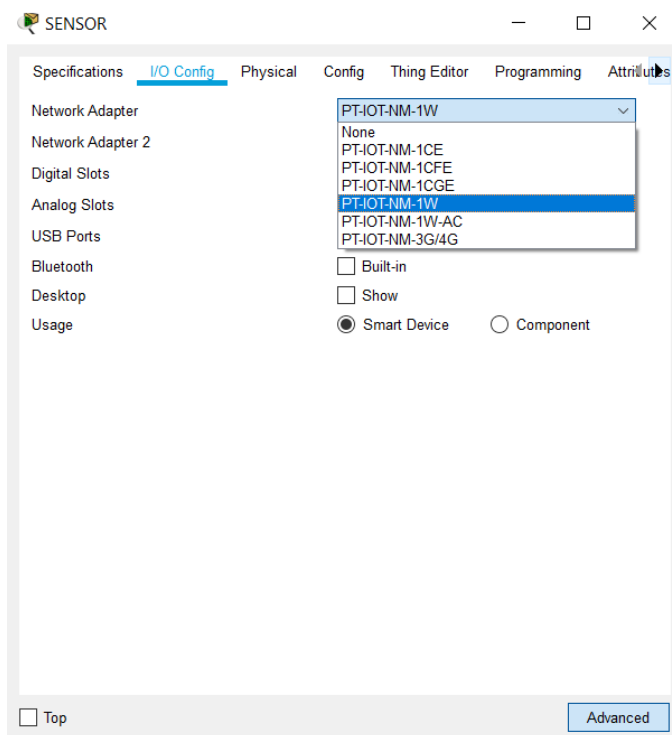 SENSOR
Specifications I/O Config Physical Config Thing Editor Programming Attributes
Network Adapter PT-IOT-NM-1W
None
Network Adapter 2 PT-IOT-NM-1CE
PT-IOT-NM-1CFE
Digital Slots PT-IOT-NM-1CGE
Analog Slots PT-IOT-NM-1W
PT-IOT-NM-1W-AC
USB Ports PT-IOT-NM-3G/4G
Bluetooth Built-in
Desktop Show
Usage Smart Device Component
Top Advanced